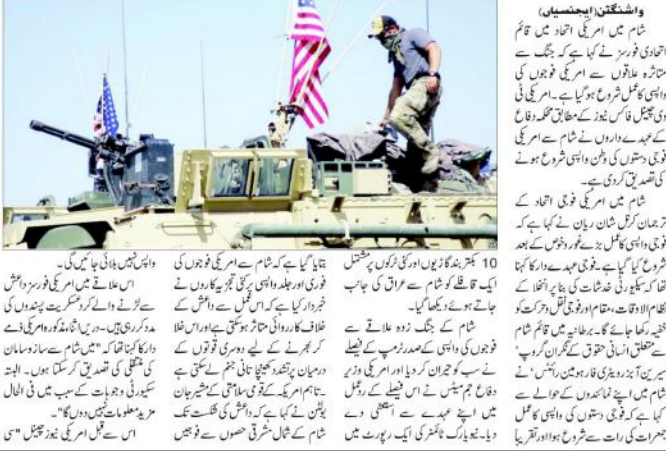 واشنگٹن(ایجنسیاں)
شام میں امریکی اتحاد میں قائم
اتحادی فورسز نے کہا ہے کہ جنگ سے
متاثرہ علاقوں سے امریکی فوجوں کی
واپسی کا عمل شروع ہوگیا ہے۔ امریکی ٹی
وی چینل فاکس نیوز کے مطابق محکمہ دفاع
کے عہدے داروں نے شام سے امریکی
فوجی دستوں کی وطن واپسی شروع ہونے
کی تصدیق کردی ہے۔
شام میں امریکی فوجی اتحاد کے
ترجمان کرنل شان ریان نے کہا ہے کہ
فوجی واپسی کا عمل بڑے غور وخوض کے بعد
شروع کیا گیا ہے۔ فوجی عہدے دار کا کہنا
تھا کہ سیکیورٹی خدشات کی بنا پر انخلا کے
نظام الاوقات، مقام اور فوجی نقل وحرکت کو
خفیہ رکھا جائے گا۔ برطانیہ میں قائم شام
سے متعلق انسانی حقوق کے نگران گروپ'
سیرین آبزرویٹری فار ہیومن رائٹس' نے
شام میں اپنے نمائندوں کے حوالے سے
کہا ہے کہ فوجی دستوں کی واپسی کا عمل
جمعرات کی رات سے شروع ہوا اور تقریباً
10 بکتر بند گاڑیوں اور کئی ٹرکوں پر مشتمل
ایک قافلے کو شام سے عراق کی جانب
جاتے ہوئے دیکھا گیا۔
شام کے جنگ زدہ علاقے سے
فوجوں کی واپسی کے صدر ٹرمپ کے فیصلے
نے سب کو حیران کر دیا اور امریکی وزیر
دفاع جم میٹس نے اس فیصلے کے ردعمل
میں اپنے عہدے سے استعفیٰ دے
دیا۔ نیویارک ٹائمز کی ایک رپورٹ میں
بتایا گیا ہے کہ شام سے امریکی فوجوں کی
فوری اور جلد واپسی پر کئی تجزیہ کاروں نے
خبردار کیا ہے کہ اس عمل سے داعش کے
خلاف کارروائی متاثر ہوسکتی ہے اور اس خلا
کو بھرنے کے لیے دوسری قوتوں کے
درمیان پرتشدد کھینچا تانی جنم لے سکتی ہے
۔ تاہم امریکہ کے قومی سلامتی کے مشیر جان
بولٹن نے کہا ہے کہ داعش کی شکست تک
شام کے شمال مشرقی حصوں سے فوجیں
واپس نہیں بلائی جائیں گی۔
اس علاقے میں امریکی فورسز داعش
سے لڑنے والے کرد عسکریت پسندوں کی
مدد کر رہی ہیں۔ دریں اثنا، مذکورہ امریکی ذمے
دار کا کہنا تھا کہ "میں شام سے ساز و سامان
کی منتقلی کی تصدیق کرسکتا ہوں۔ البتہ
سکیورٹی وجوہات کے سبب میں فی الحال
مزید معلومات نہیں دوں گا"۔
اس سے قبل امریکی نیوز چینل "سی